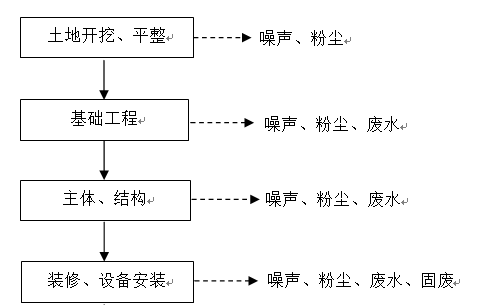 土地开挖、平整
噪声、粉尘
基础工程
噪声、粉尘、废水
主体、结构
噪声、粉尘、废水
装修、设备安装
噪声、粉尘、废水、固废